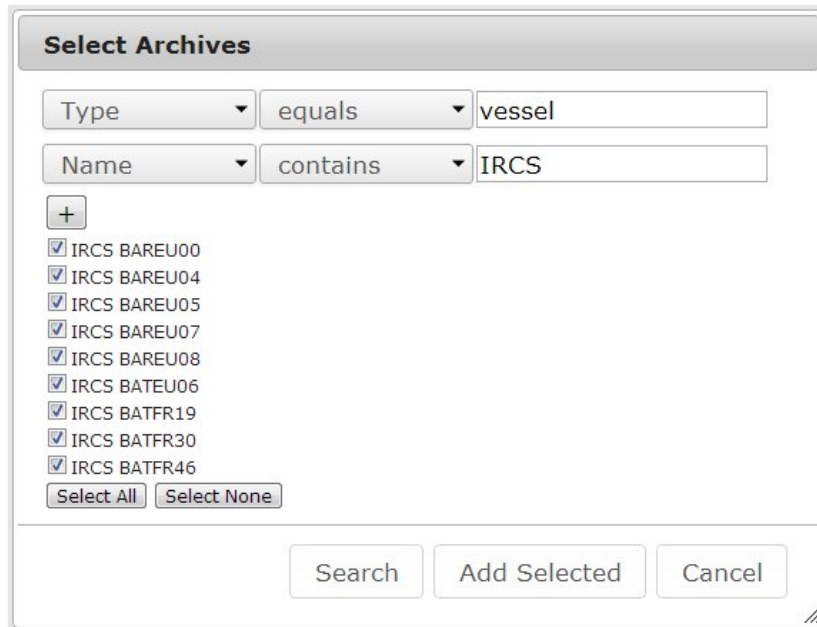 Select Archives
Type equals vessel
Name contains IRCS
+
IRCS BAREU00
IRCS BAREU04
IRCS BAREU05
IRCS BAREU07
IRCS BAREU08
IRCS BATEU06
IRCS BATFR19
IRCS BATFR30
IRCS BATFR46
Select All Select None
Search Add Selected Cancel